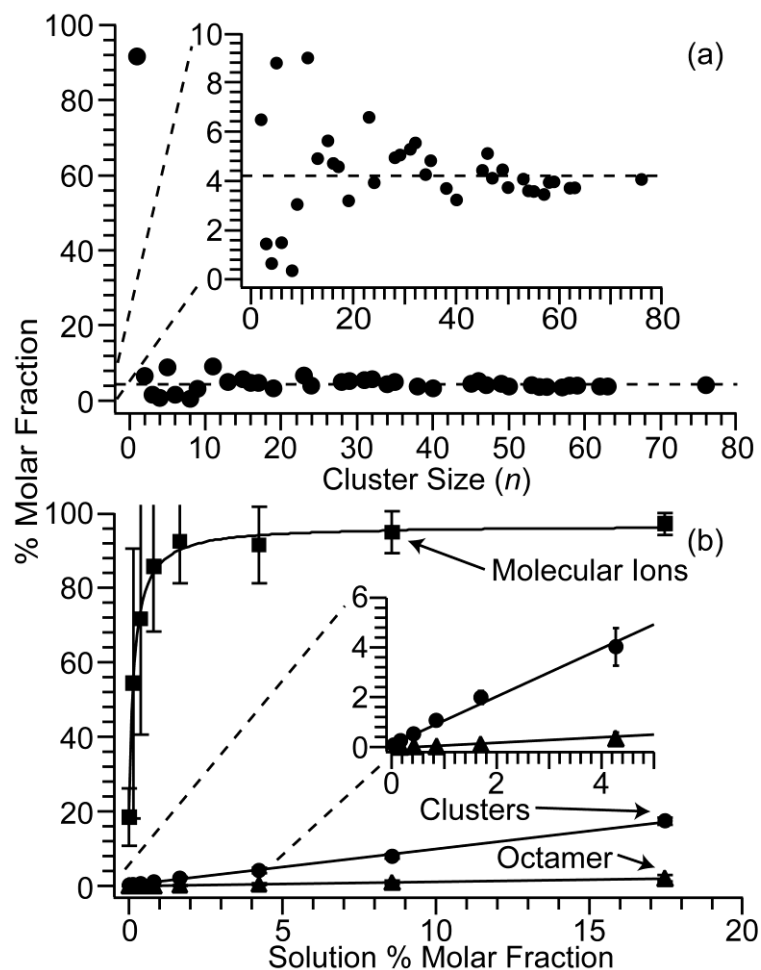 % Molar Fraction
(a)
100
80
60
40
20
0
10
8
6
4
2
0
0 20 40 60 80
0 10 20 30 40 50 60 70 80
Cluster Size (n)
(b)
100
80
60
40
20
0
Molecular Ions
6
4
2
0
0 2 4
Clusters
Octamer
0 5 10 15 20
Solution % Molar Fraction